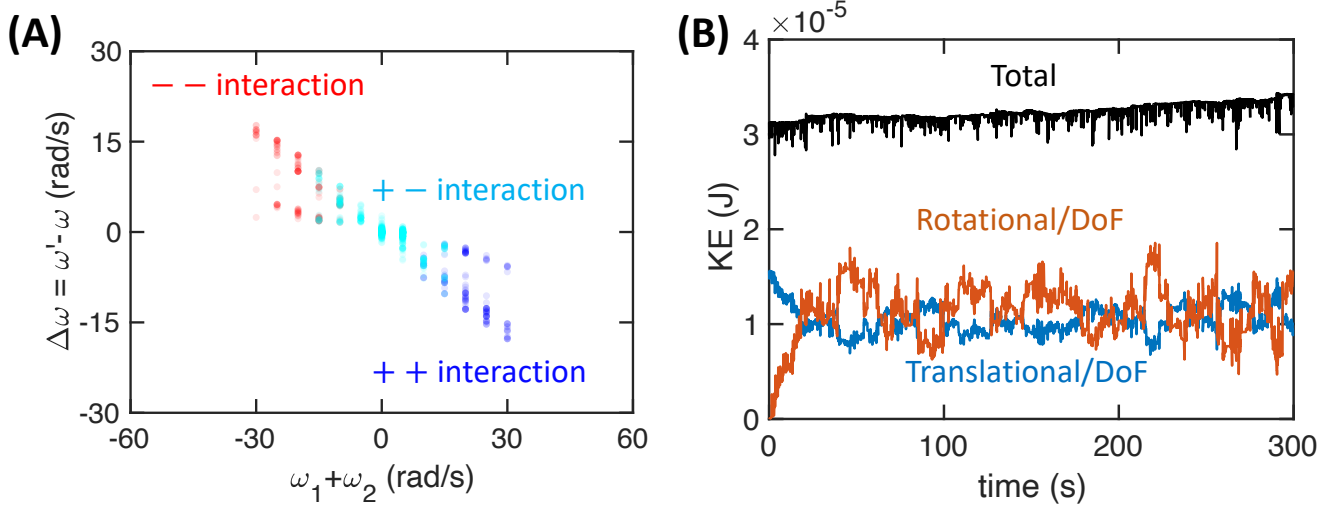 (A)
30
15
0
-15
-30
-60
-30
0
30
60
Δω = ω'- ω (rad/s)
ω₁+ω₂ (rad/s)
− − interaction
+ − interaction
+ + interaction
(B)
×10⁻⁵
4
3
2
1
0
0
100
200
300
KE (J)
time (s)
Total
Rotational/DoF
Translational/DoF